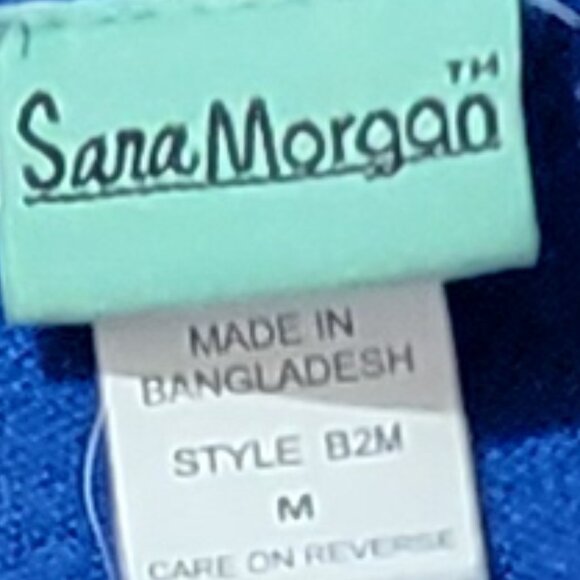 Sara Morgan™
MADE IN
BANGLADESH
STYLE B2M
M
CARE ON REVERSE